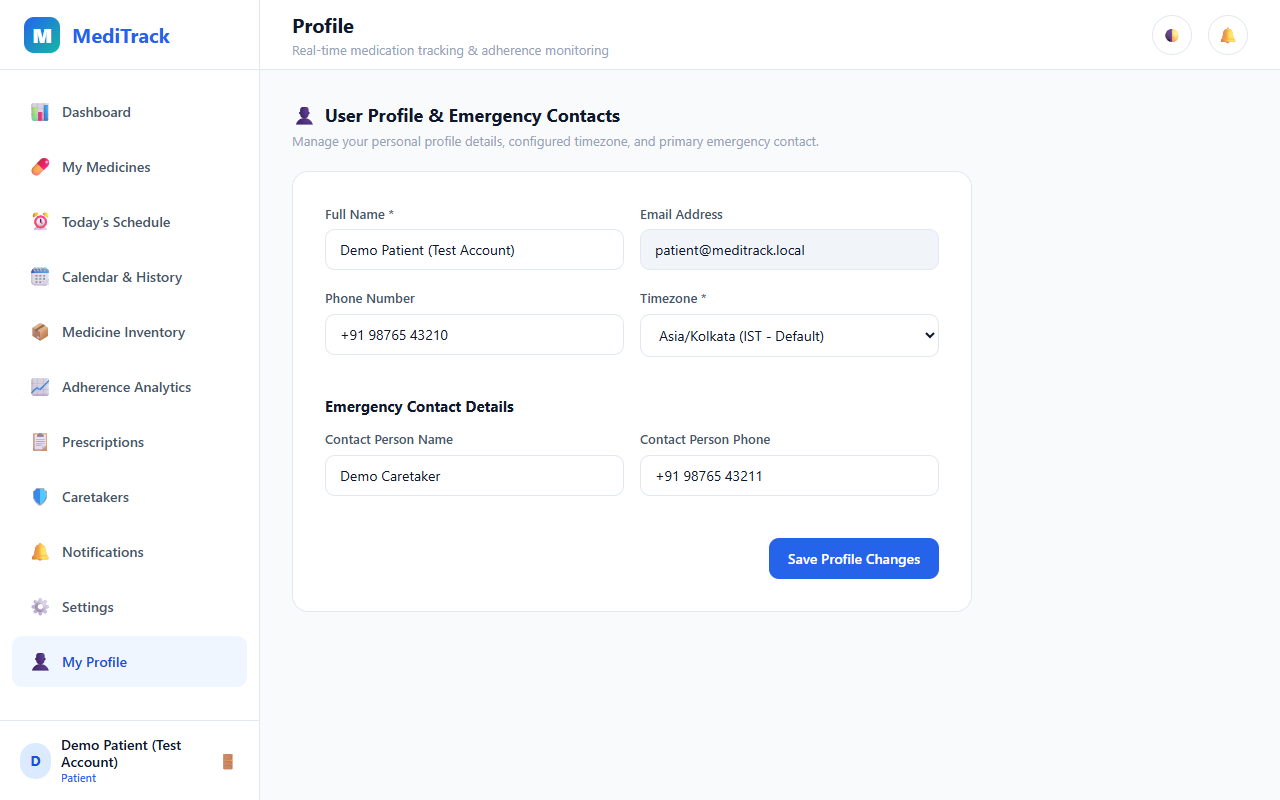 M MediTrack
Dashboard
My Medicines
Today's Schedule
Calendar & History
Medicine Inventory
Adherence Analytics
Prescriptions
Caretakers
Notifications
Settings
My Profile
D
Demo Patient (Test
Account)
Patient
Profile
Real-time medication tracking & adherence monitoring
User Profile & Emergency Contacts
Manage your personal profile details, configured timezone, and primary emergency contact.
Full Name *
Demo Patient (Test Account)
Email Address
patient@meditrack.local
Phone Number
+91 98765 43210
Timezone *
Asia/Kolkata (IST - Default)
Emergency Contact Details
Contact Person Name
Demo Caretaker
Contact Person Phone
+91 98765 43211
Save Profile Changes